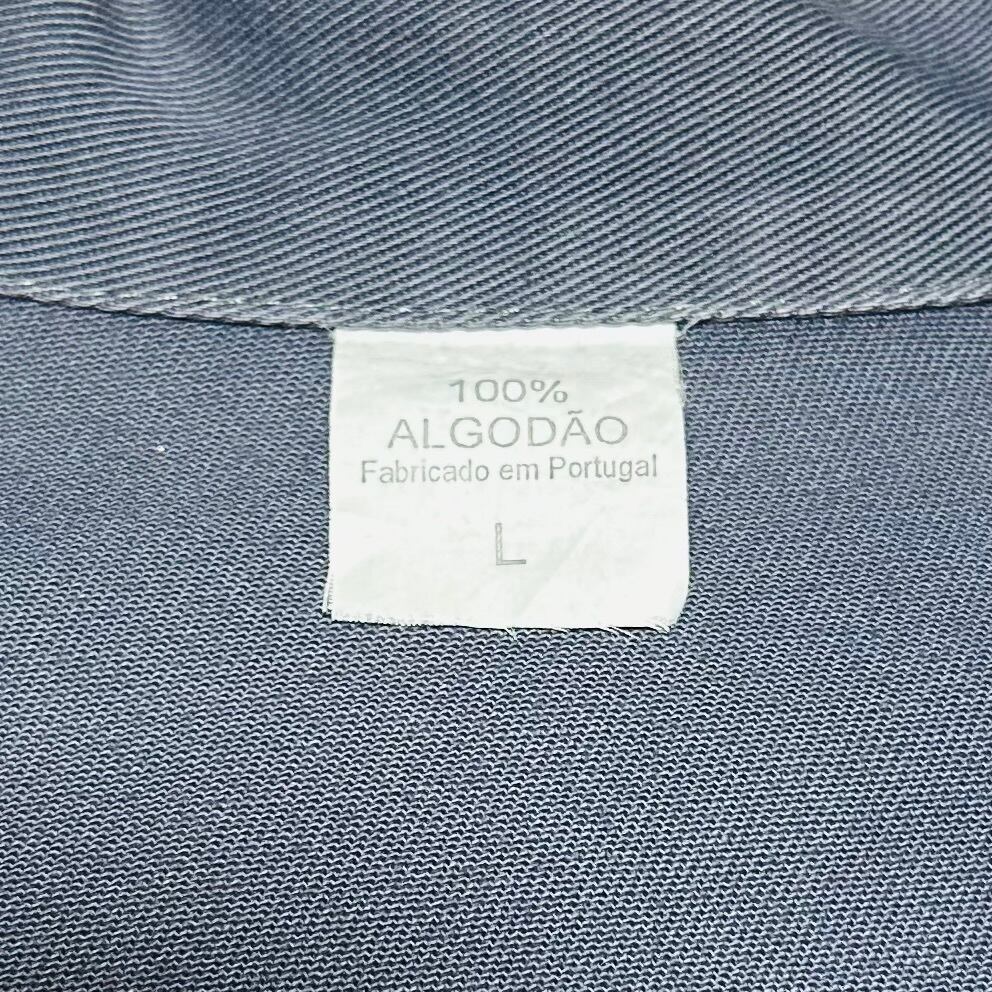 100%
ALGODÃO
Fabricado em Portugal
L